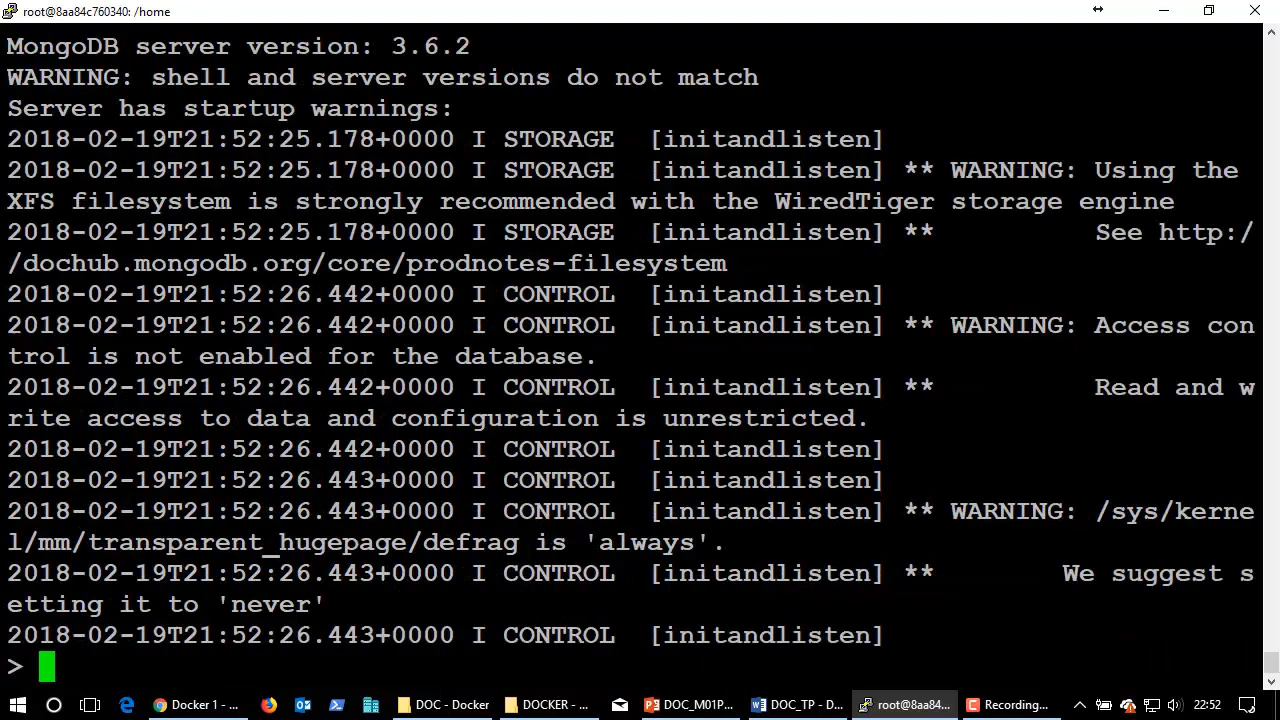 root@8aa84c760340: /home
MongoDB server version: 3.6.2
WARNING: shell and server versions do not match
Server has startup warnings:
2018-02-19T21:52:25.178+0000 I STORAGE  [initandlisten]
2018-02-19T21:52:25.178+0000 I STORAGE  [initandlisten] ** WARNING: Using the
XFS filesystem is strongly recommended with the WiredTiger storage engine
2018-02-19T21:52:25.178+0000 I STORAGE  [initandlisten] **          See http:/
/dochub.mongodb.org/core/prodnotes-filesystem
2018-02-19T21:52:26.442+0000 I CONTROL  [initandlisten]
2018-02-19T21:52:26.442+0000 I CONTROL  [initandlisten] ** WARNING: Access con
trol is not enabled for the database.
2018-02-19T21:52:26.442+0000 I CONTROL  [initandlisten] **          Read and w
rite access to data and configuration is unrestricted.
2018-02-19T21:52:26.442+0000 I CONTROL  [initandlisten]
2018-02-19T21:52:26.443+0000 I CONTROL  [initandlisten]
2018-02-19T21:52:26.443+0000 I CONTROL  [initandlisten] ** WARNING: /sys/kerne
l/mm/transparent_hugepage/defrag is 'always'.
2018-02-19T21:52:26.443+0000 I CONTROL  [initandlisten] **        We suggest s
etting it to 'never'
2018-02-19T21:52:26.443+0000 I CONTROL  [initandlisten]
>
Docker 1 - ... DOC - Docker DOCKER - ... DOC_M01P... DOC_TP - D... root@8aa84... Recording... 22:52